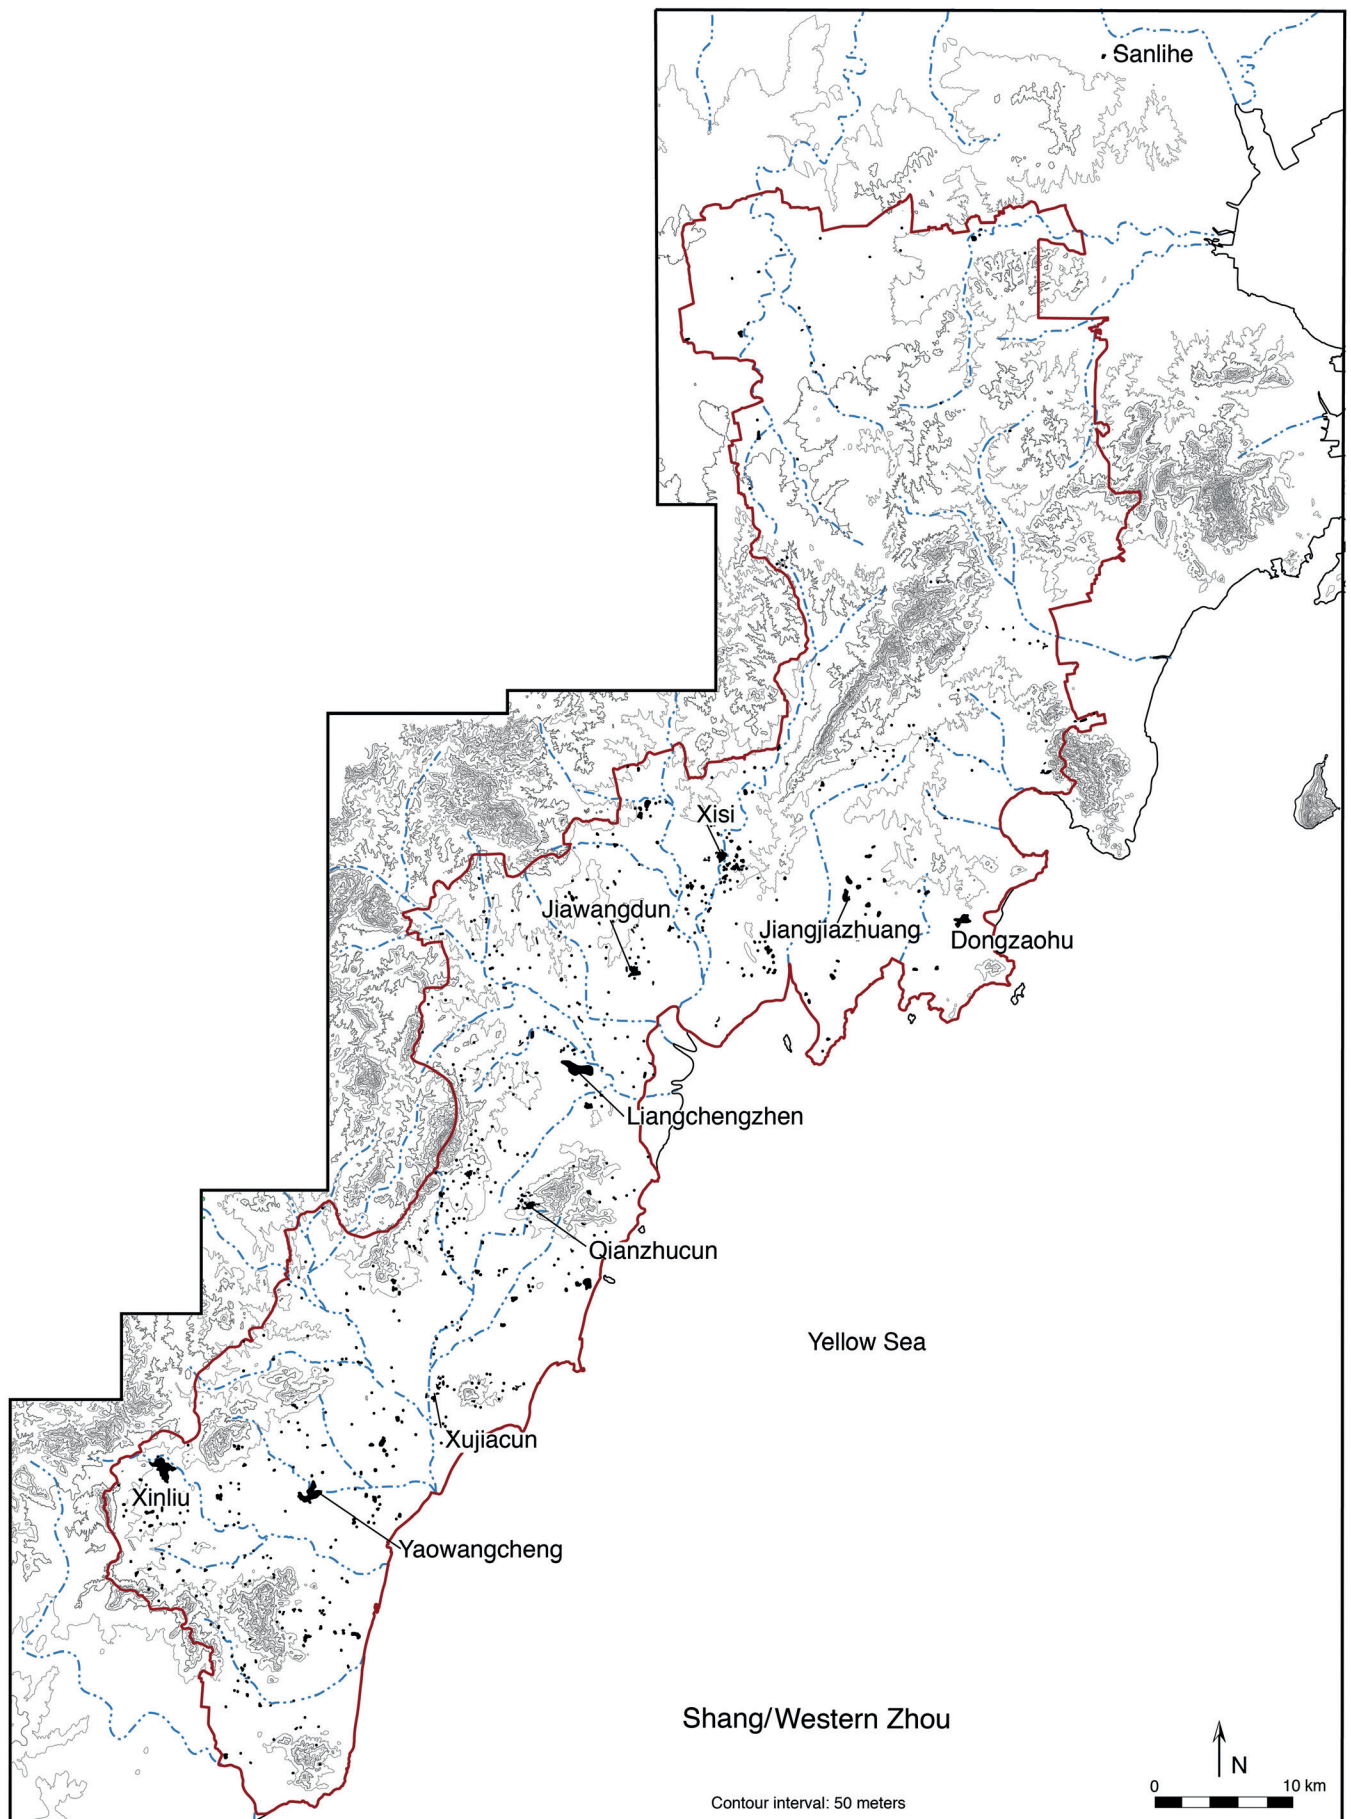 Sanlihe
Xisi
Jiawangdun
Jiangjiazhuang
Dongzaohu
Liangchengzhen
Qianzhucun
Yellow Sea
Xujiacun
Xinliu
Yaowangcheng
Shang/Western Zhou
N
0 10 km
Contour interval: 50 meters